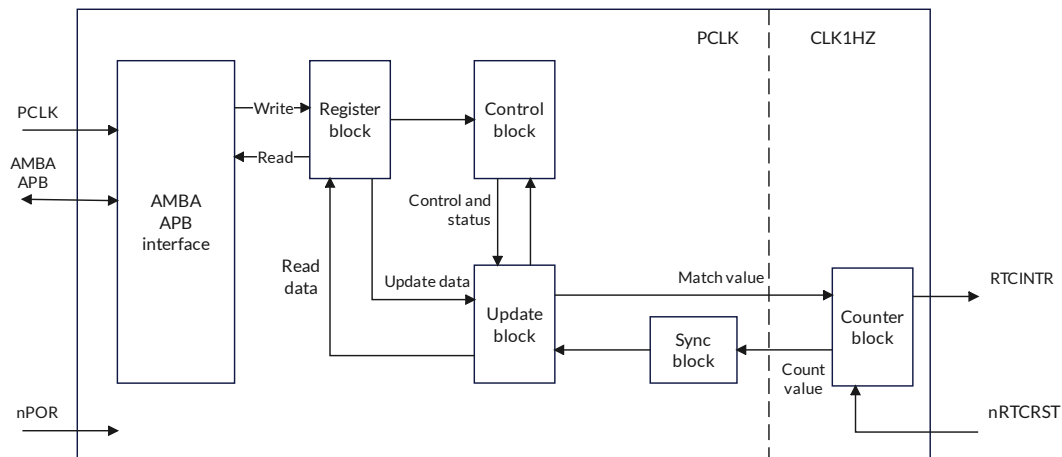 PCLK
CLK1HZ
PCLK
Write
Register
block
Control
block
Read
AMBA
APB
AMBA
APB
interface
Control and
status
Read
data
Update data
Match value
RTCINTR
Update
block
Sync
block
Counter
block
Count
value
nPOR
nRTCRST